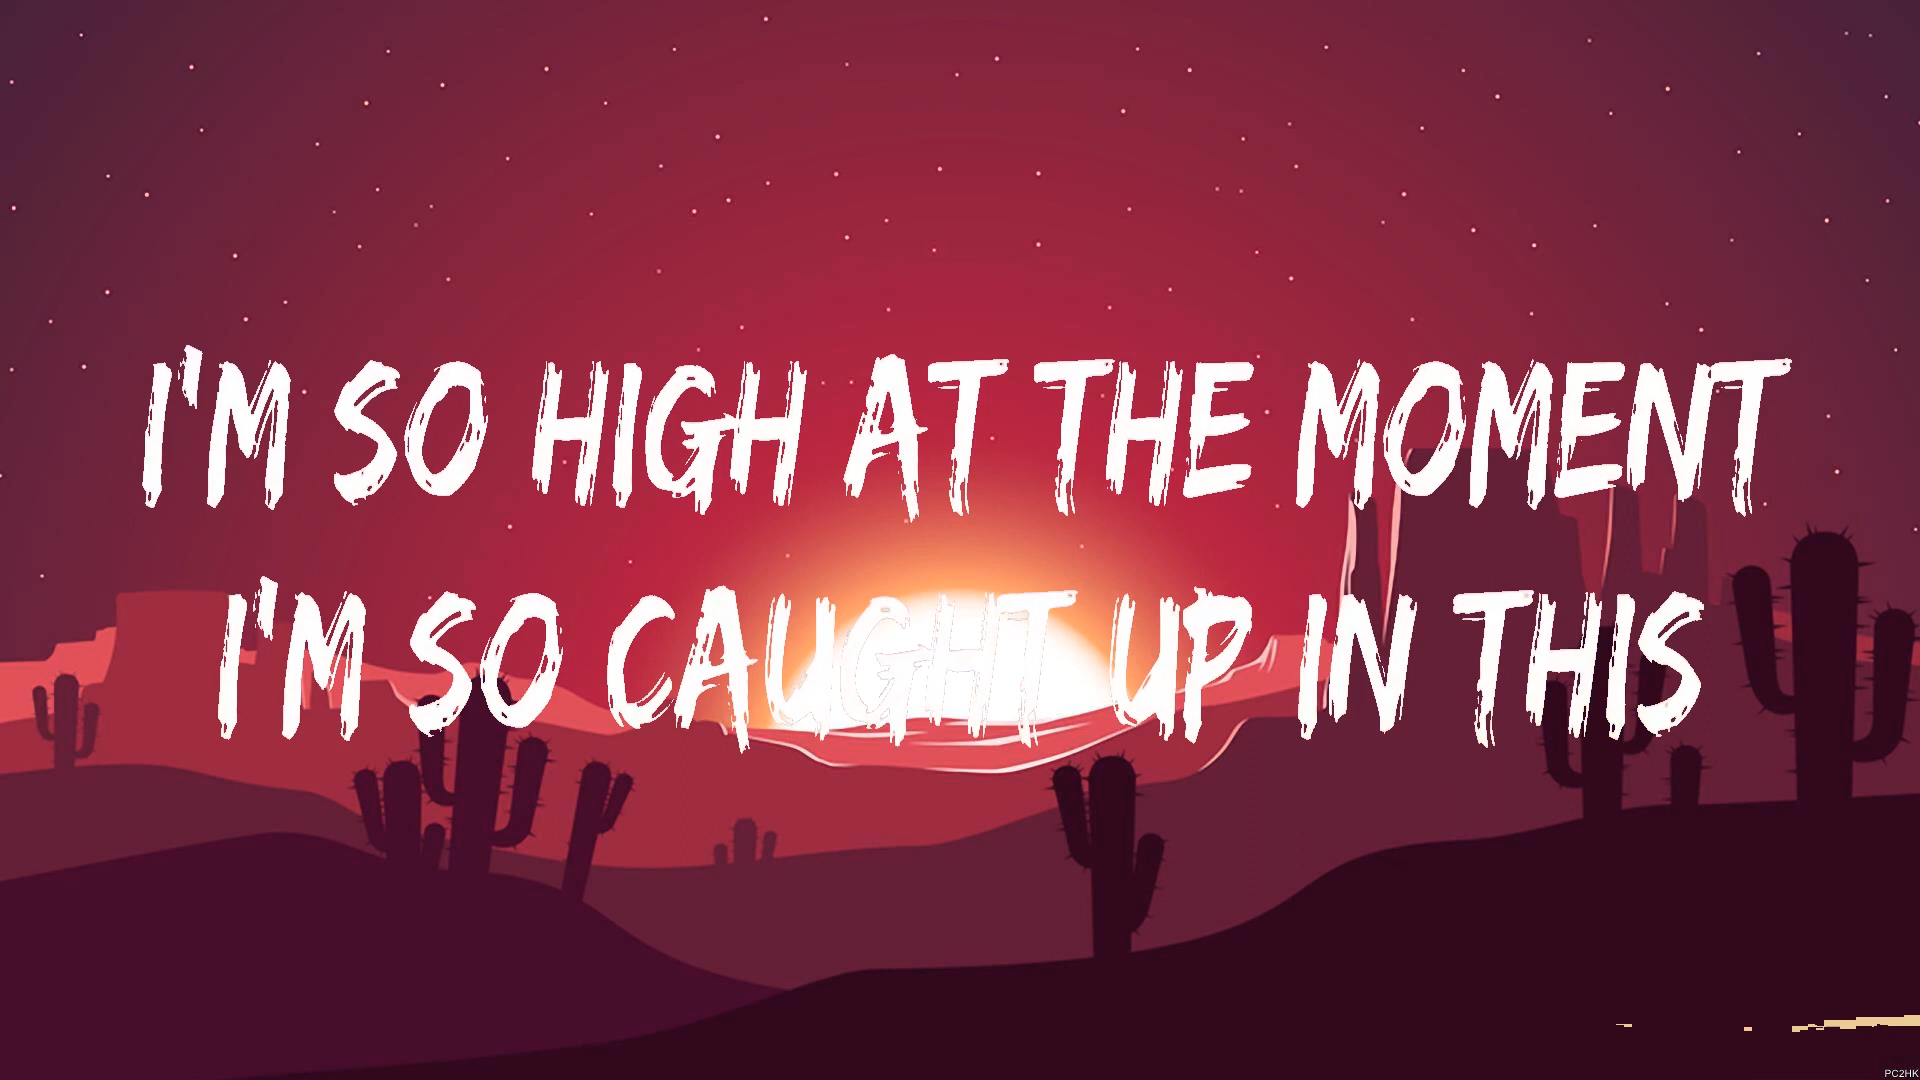 I'M SO HIGH AT THE MOMENT
I'M SO CAUGHT UP IN THIS
PC2HK